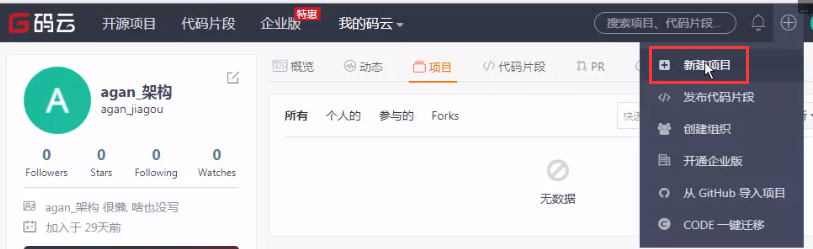 码云 开源项目 代码片段 企业版 特惠 我的码云 搜索项目、代码片段...
agan_架构
agan_jiagou
0 0 0 0
Followers Stars Following Watches
agan_架构 很懒, 啥也没写
加入于 29天前
概览 动态 项目 代码片段 PR
所有 个人的 参与的 Forks
无数据
新建项目
发布代码片段
创建组织
开通企业版
从 GitHub 导入项目
CODE 一键迁移